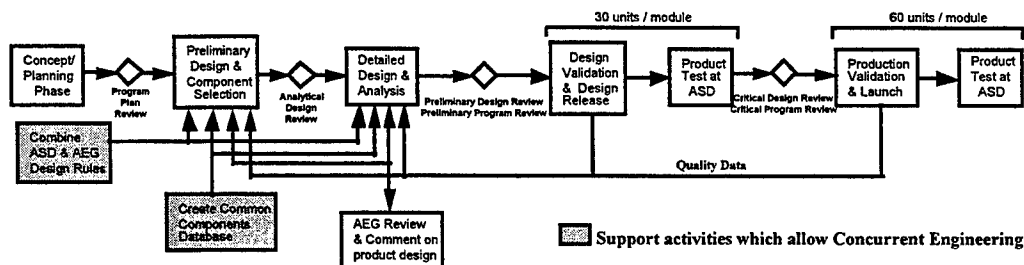 30 units / module
60 units / module
Concept/
Planning
Phase
Program
Plan
Review
Preliminary
Design &
Component
Selection
Analytical
Design
Review
Detailed
Design &
Analysis
Preliminary Design Review
Preliminary Program Review
Design
Validation
& Design
Release
Product
Test at
ASD
Critical Design Review
Critical Program Review
Production
Validation
& Launch
Product
Test at
ASD
Combine
ASD & AEG
Design Rules
Quality Data
Create Common
Components
Database
AEG Review
& Comment on
product design
Support activities which allow Concurrent Engineering